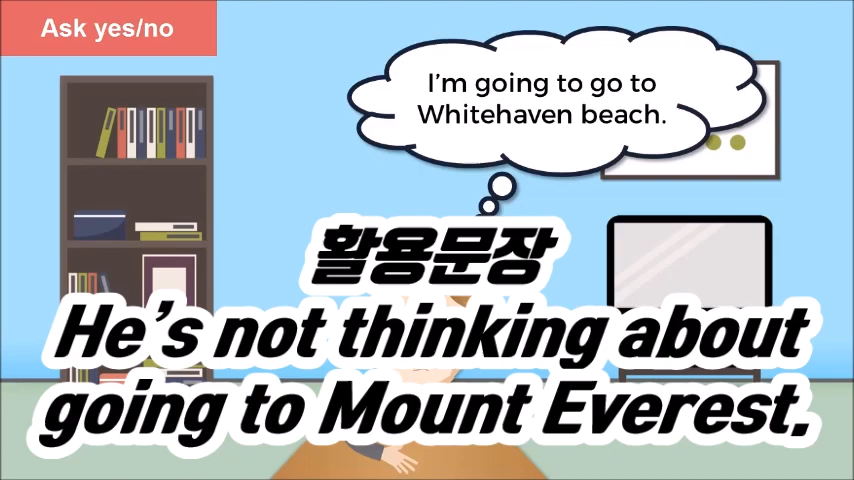 Ask yes/no
I'm going to go to
Whitehaven beach.
활용문장
He's not thinking about
going to Mount Everest.